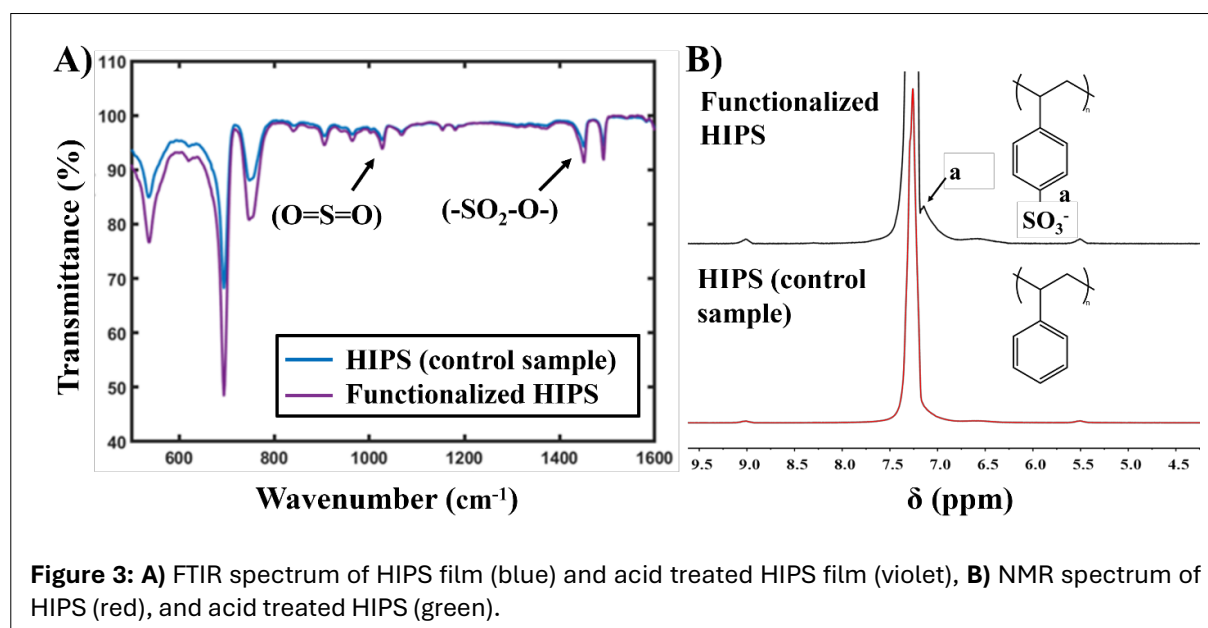 A)
110
100
90
80
70
60
50
40
Transmittance (%)
(O=S=O)
(-SO₂-O-)
HIPS (control sample)
Functionalized HIPS
600
800
1000
1200
1400
1600
Wavenumber (cm⁻¹)
B)
Functionalized
HIPS
a
( )n
a
SO₃⁻
HIPS (control
sample)
( )n
9.5
9.0
8.5
8.0
7.5
7.0
6.5
6.0
5.5
5.0
4.5
δ (ppm)
Figure 3: A) FTIR spectrum of HIPS film (blue) and acid treated HIPS film (violet), B) NMR spectrum of
HIPS (red), and acid treated HIPS (green).